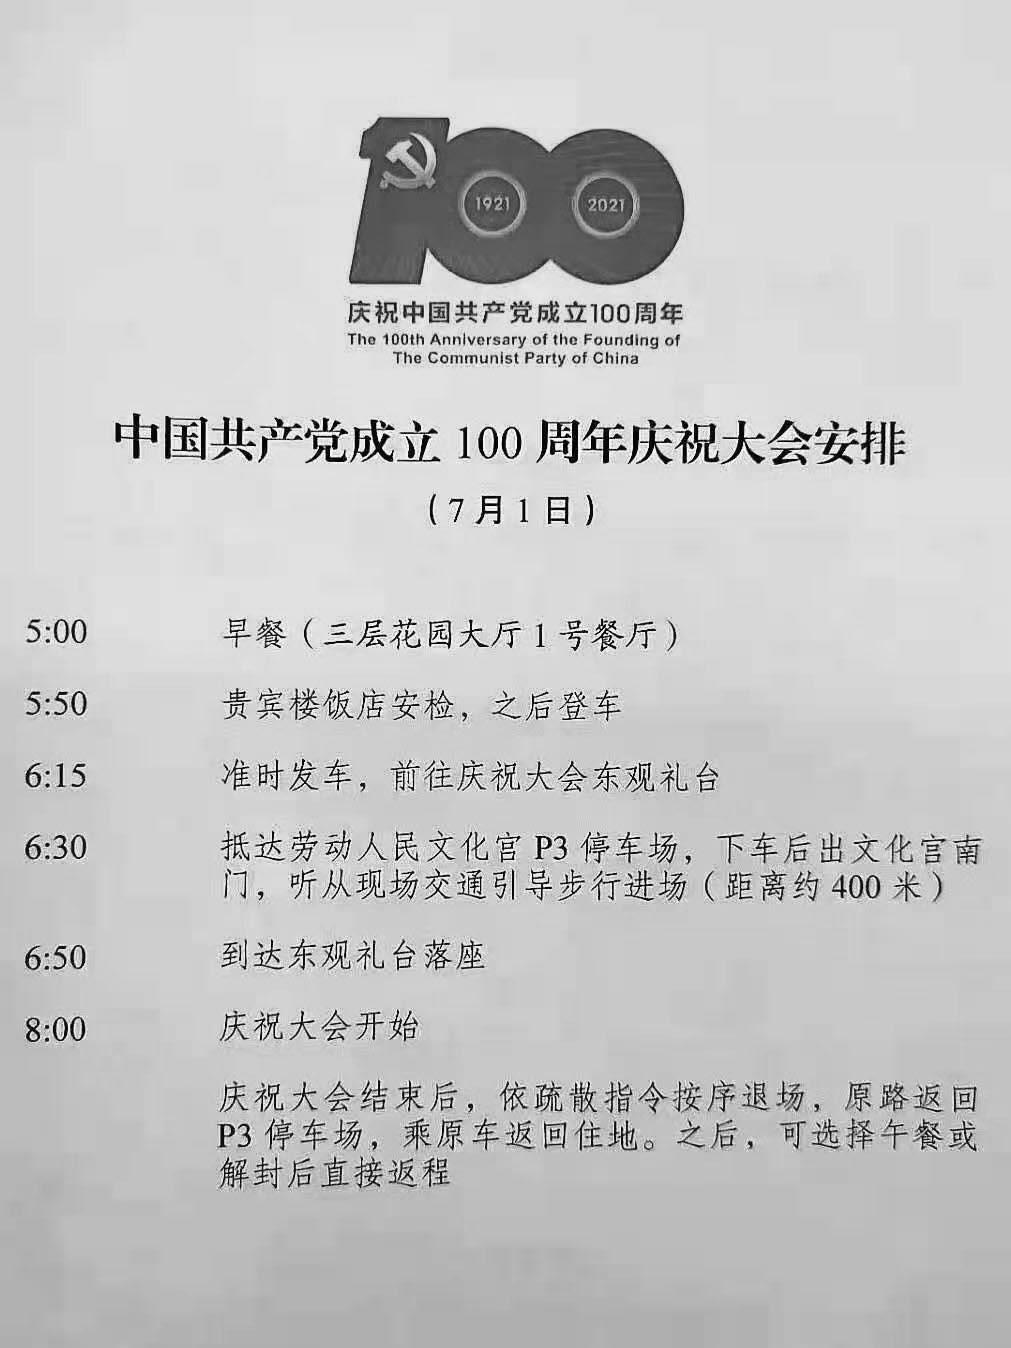 1921
2021
庆祝中国共产党成立100周年
The 100th Anniversary of the Founding of
The Communist Party of China
中国共产党成立 100 周年庆祝大会安排
(7月1日)
5:00 早餐(三层花园大厅1号餐厅)
5:50 贵宾楼饭店安检,之后登车
6:15 准时发车,前往庆祝大会东观礼台
6:30 抵达劳动人民文化宫 P3 停车场,下车后出文化宫南
门,听从现场交通引导步行进场(距离约 400 米)
6:50 到达东观礼台落座
8:00 庆祝大会开始
庆祝大会结束后,依疏散指令按序退场,原路返回
P3 停车场,乘原车返回住地。之后,可选择午餐或
解封后直接返程